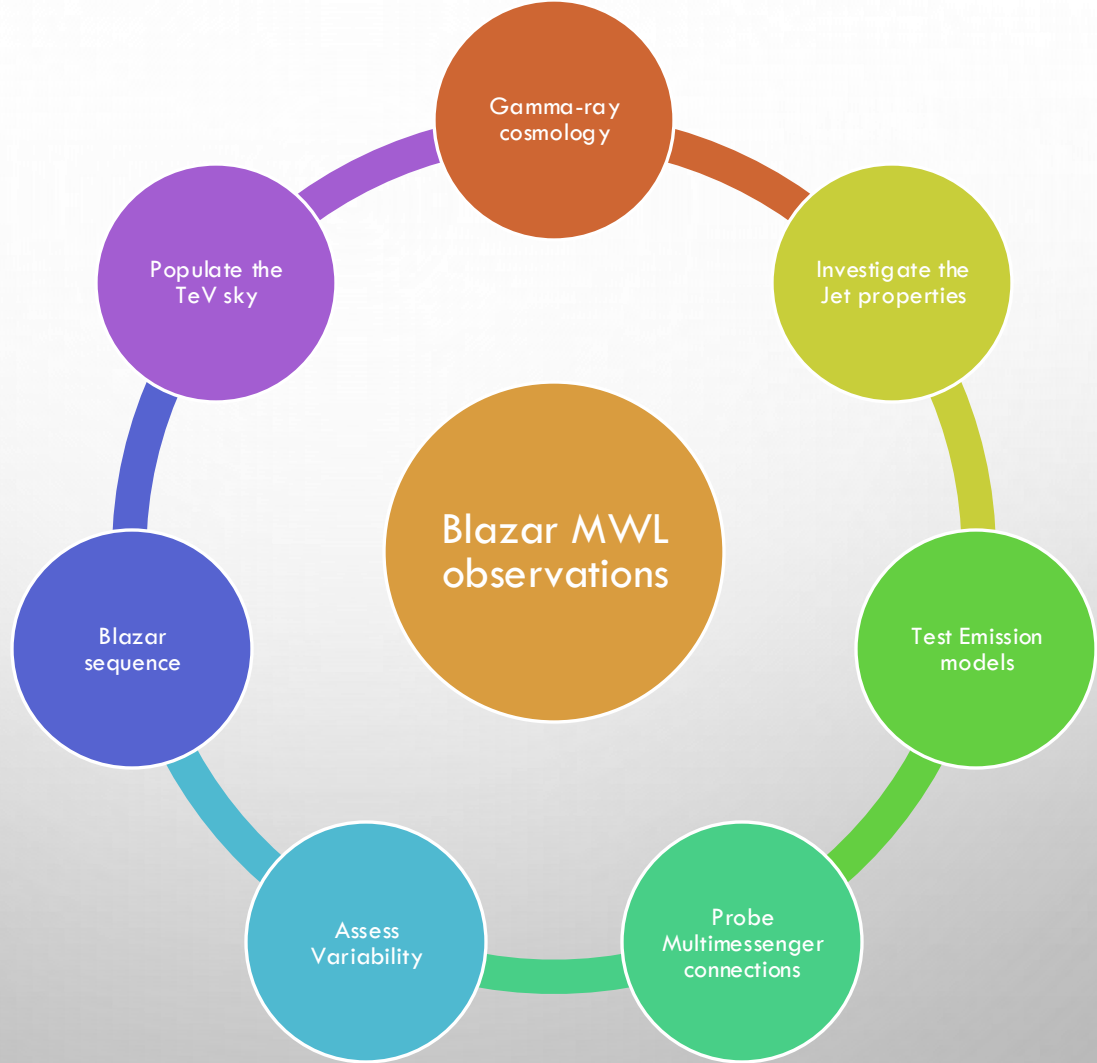 Gamma-ray
cosmology
Investigate the
Jet properties
Test Emission
models
Probe
Multimessenger
connections
Assess
Variability
Blazar
sequence
Populate the
TeV sky
Blazar MWL
observations